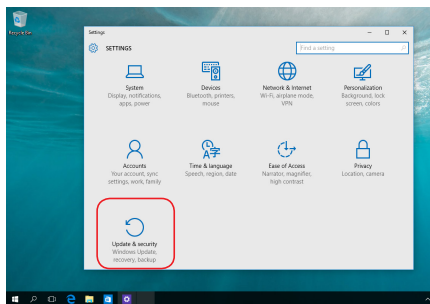 Recycle Bin
Settings
SETTINGS
Find a setting
System
Display, notifications,
apps, power
Devices
Bluetooth, printers,
mouse
Network & Internet
Wi-Fi, airplane mode,
VPN
Personalization
Background, lock
screen, colors
Accounts
Your account, sync
settings, work, family
Time & language
Speech, region, date
Ease of Access
Narrator, magnifier,
high contrast
Privacy
Location, camera
Update & security
Windows Update,
recovery, backup